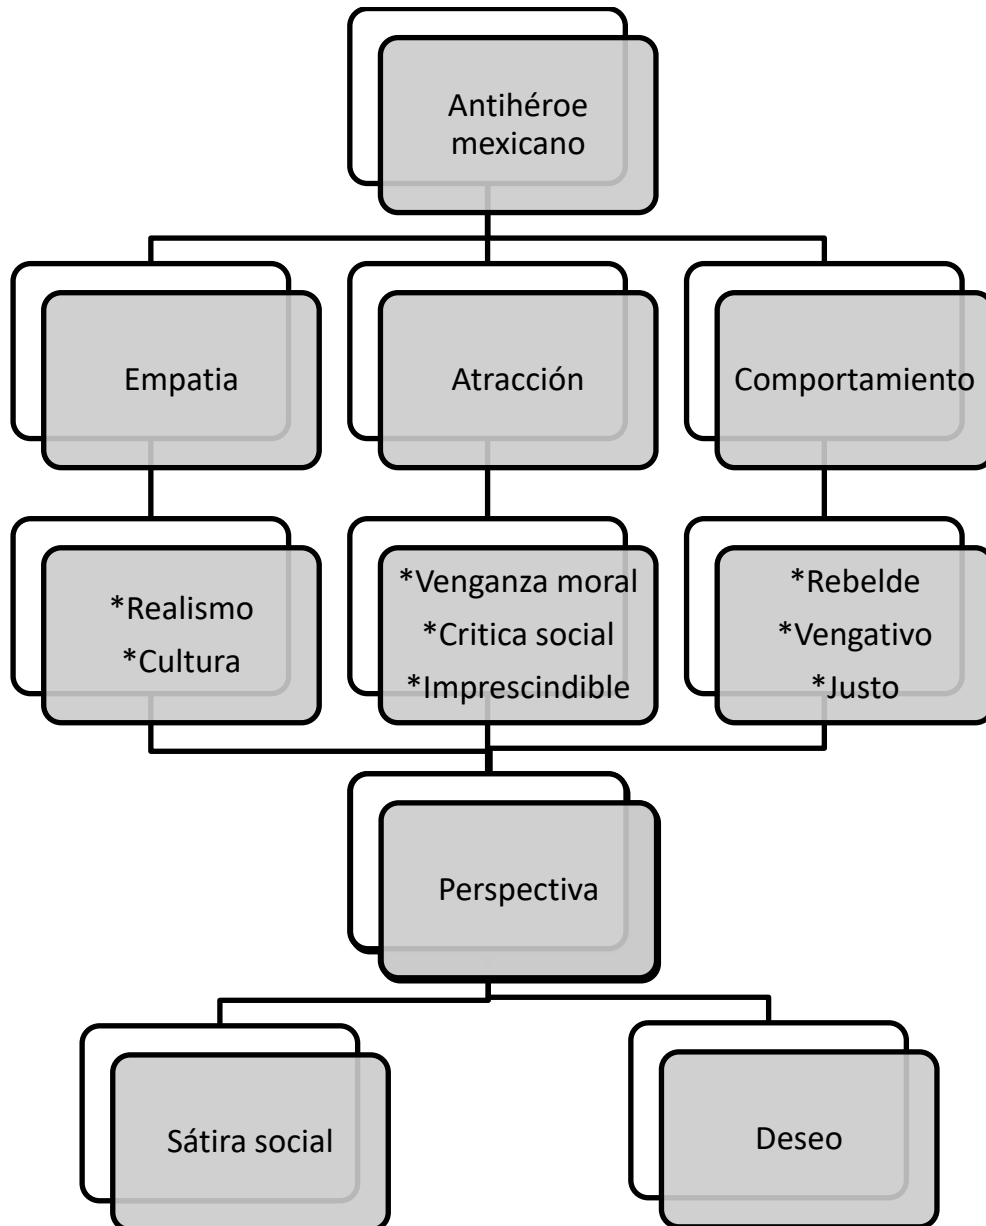 Antihéroe
mexicano
Empatia
Atracción
Comportamiento
*Realismo
*Cultura
*Venganza moral
*Critica social
*Imprescindible
*Rebelde
*Vengativo
*Justo
Perspectiva
Sátira social
Deseo